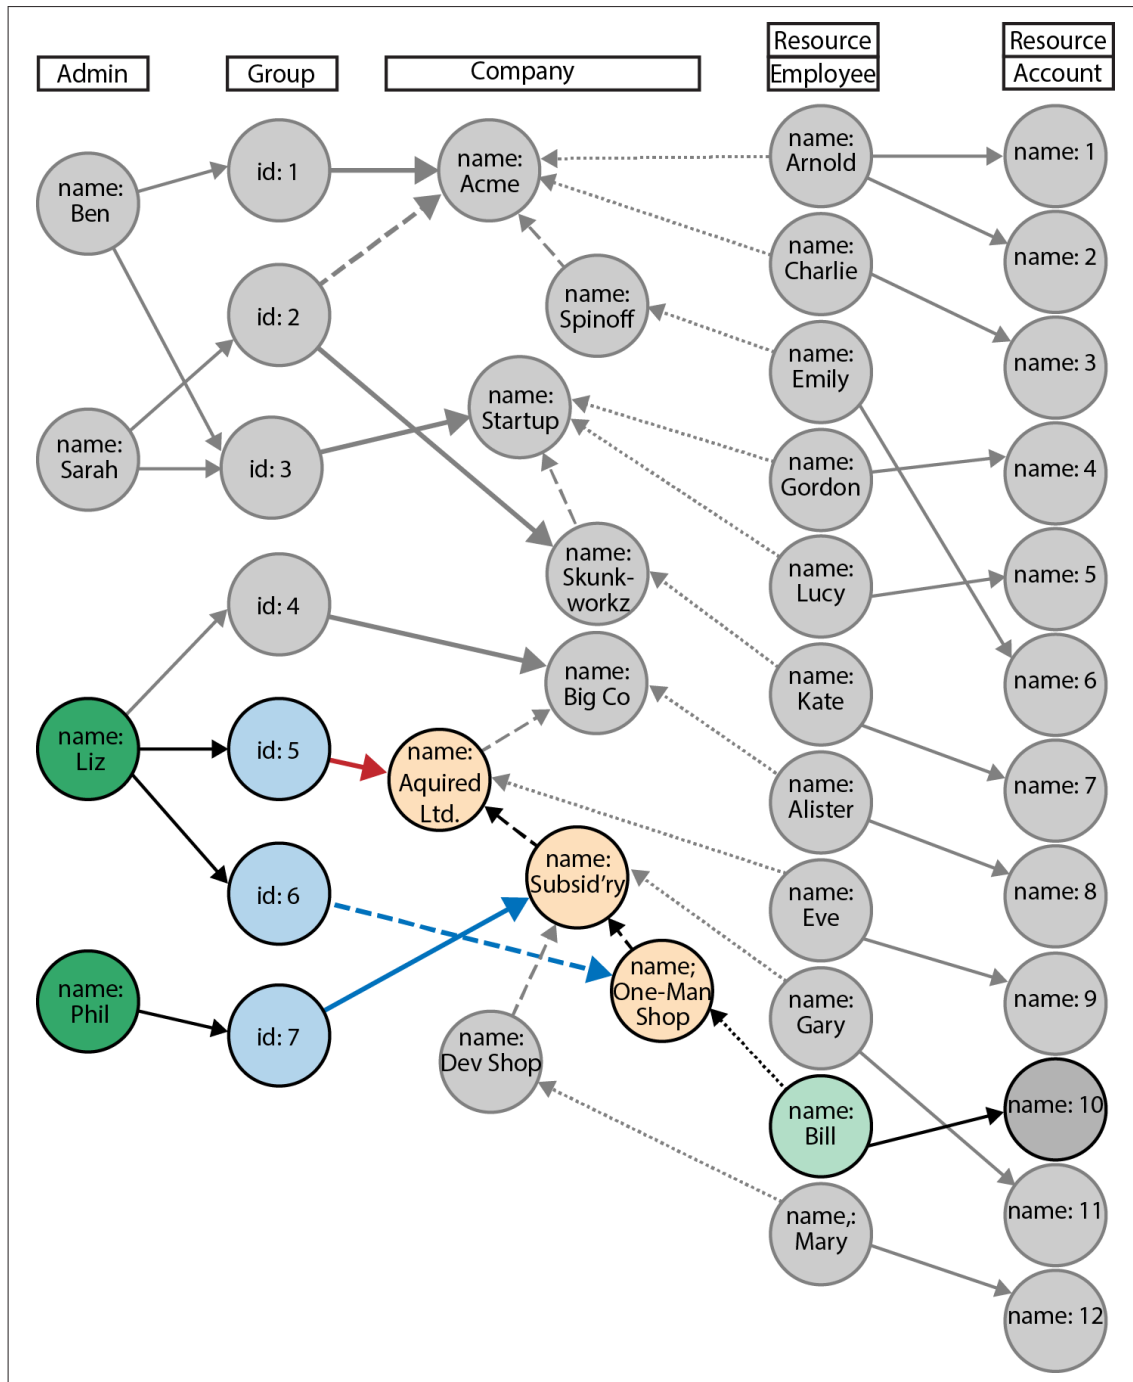 Admin
Group
Company
Resource
Employee
Resource
Account
name:
Ben
name:
Sarah
name:
Liz
name:
Phil
id: 1
id: 2
id: 3
id: 4
id: 5
id: 6
id: 7
name:
Acme
name:
Spinoff
name:
Startup
name:
Skunk-
workz
name:
Big Co
name:
Aquired
Ltd.
name:
Subsid’ry
name;
One-Man
Shop
name:
Dev Shop
name:
Arnold
name:
Charlie
name:
Emily
name:
Gordon
name:
Lucy
name:
Kate
name:
Alister
name:
Eve
name:
Gary
name:
Bill
name,:
Mary
name: 1
name: 2
name: 3
name: 4
name: 5
name: 6
name: 7
name: 8
name: 9
name: 10
name: 11
name: 12